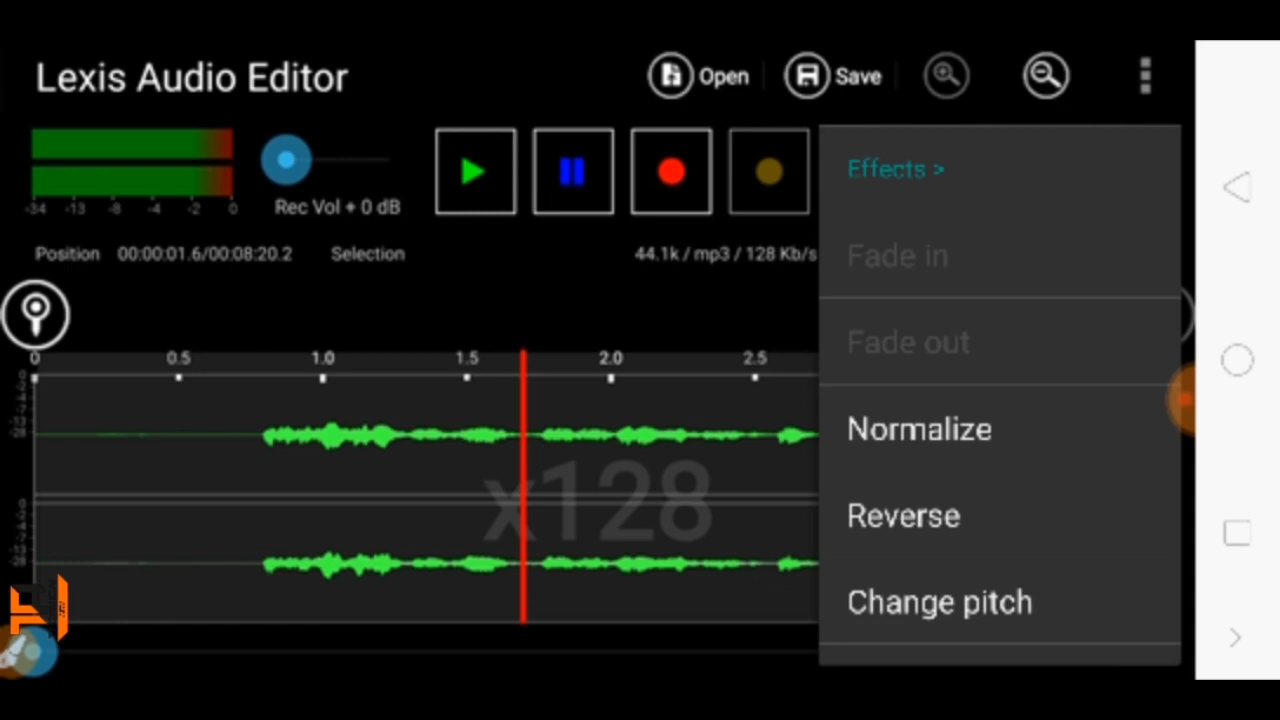 Lexis Audio Editor
Open
Save
Rec Vol + 0 dB
-34 -13 -8 -4 -2 0
Position 00:00:01.6/00:08:20.2 Selection 44.1k / mp3 / 128 Kb/s
0 0.5 1.0 1.5 2.0 2.5
x128
Effects >
Fade in
Fade out
Normalize
Reverse
Change pitch